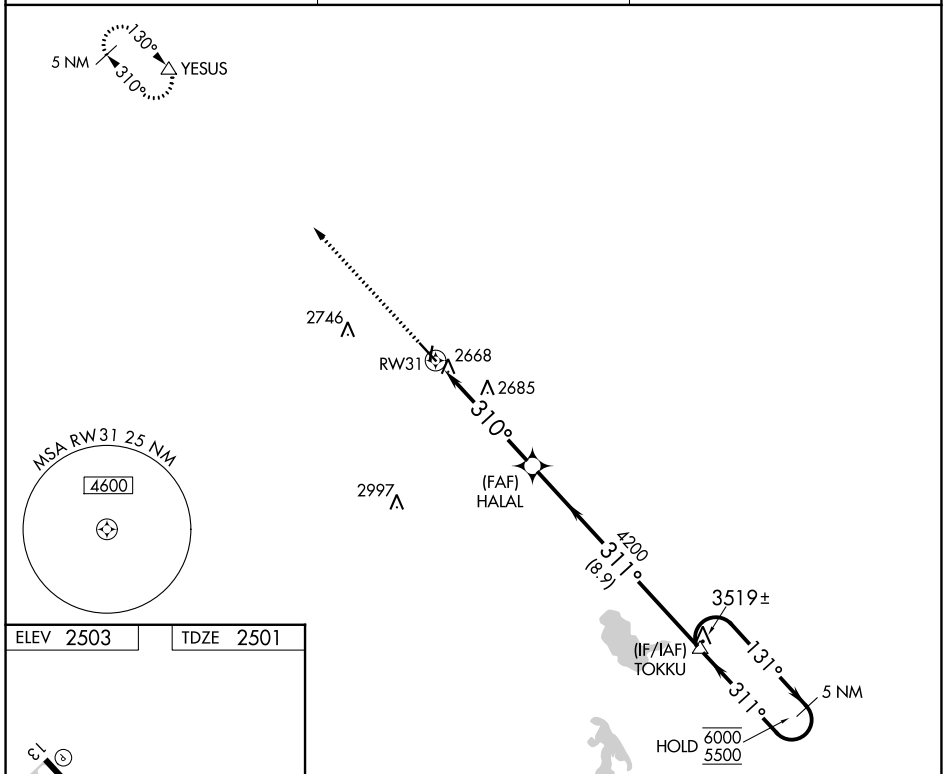 130°
5 NM
310°
YESUS
2746
RW31
2668
2685
310°
MSA RW31 25 NM
4600
(FAF)
HALAL
2997
4200
311°
(8.9)
3519±
(IF/IAF)
TOKKU
131°
311°
5 NM
HOLD 6000
5500
ELEV 2503
TDZE 2501
13
P